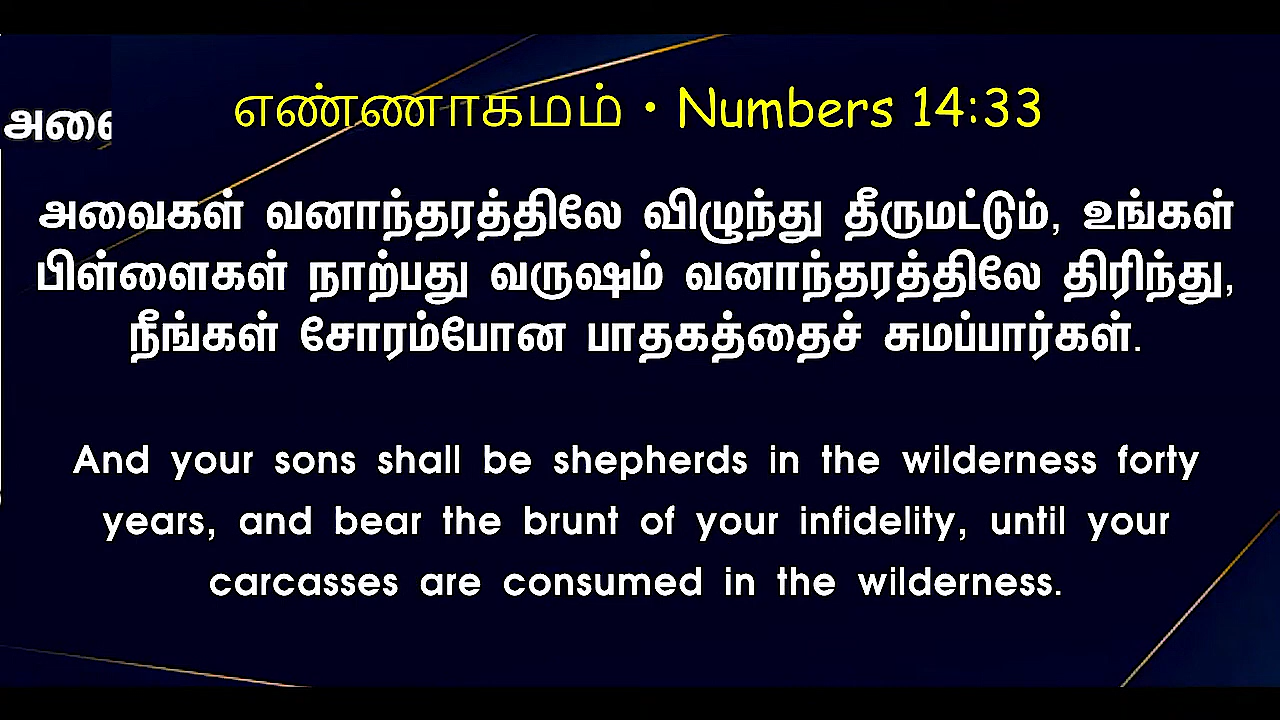 எண்ணாகமம் • Numbers 14:33
அவைகள் வனாந்தரத்திலே விழுந்து தீருமட்டும், உங்கள்
பிள்ளைகள் நாற்பது வருஷம் வனாந்தரத்திலே திரிந்து,
நீங்கள் சோரம்போன பாதகத்தைச் சுமப்பார்கள்.
And your sons shall be shepherds in the wilderness forty
years, and bear the brunt of your infidelity, until your
carcasses are consumed in the wilderness.